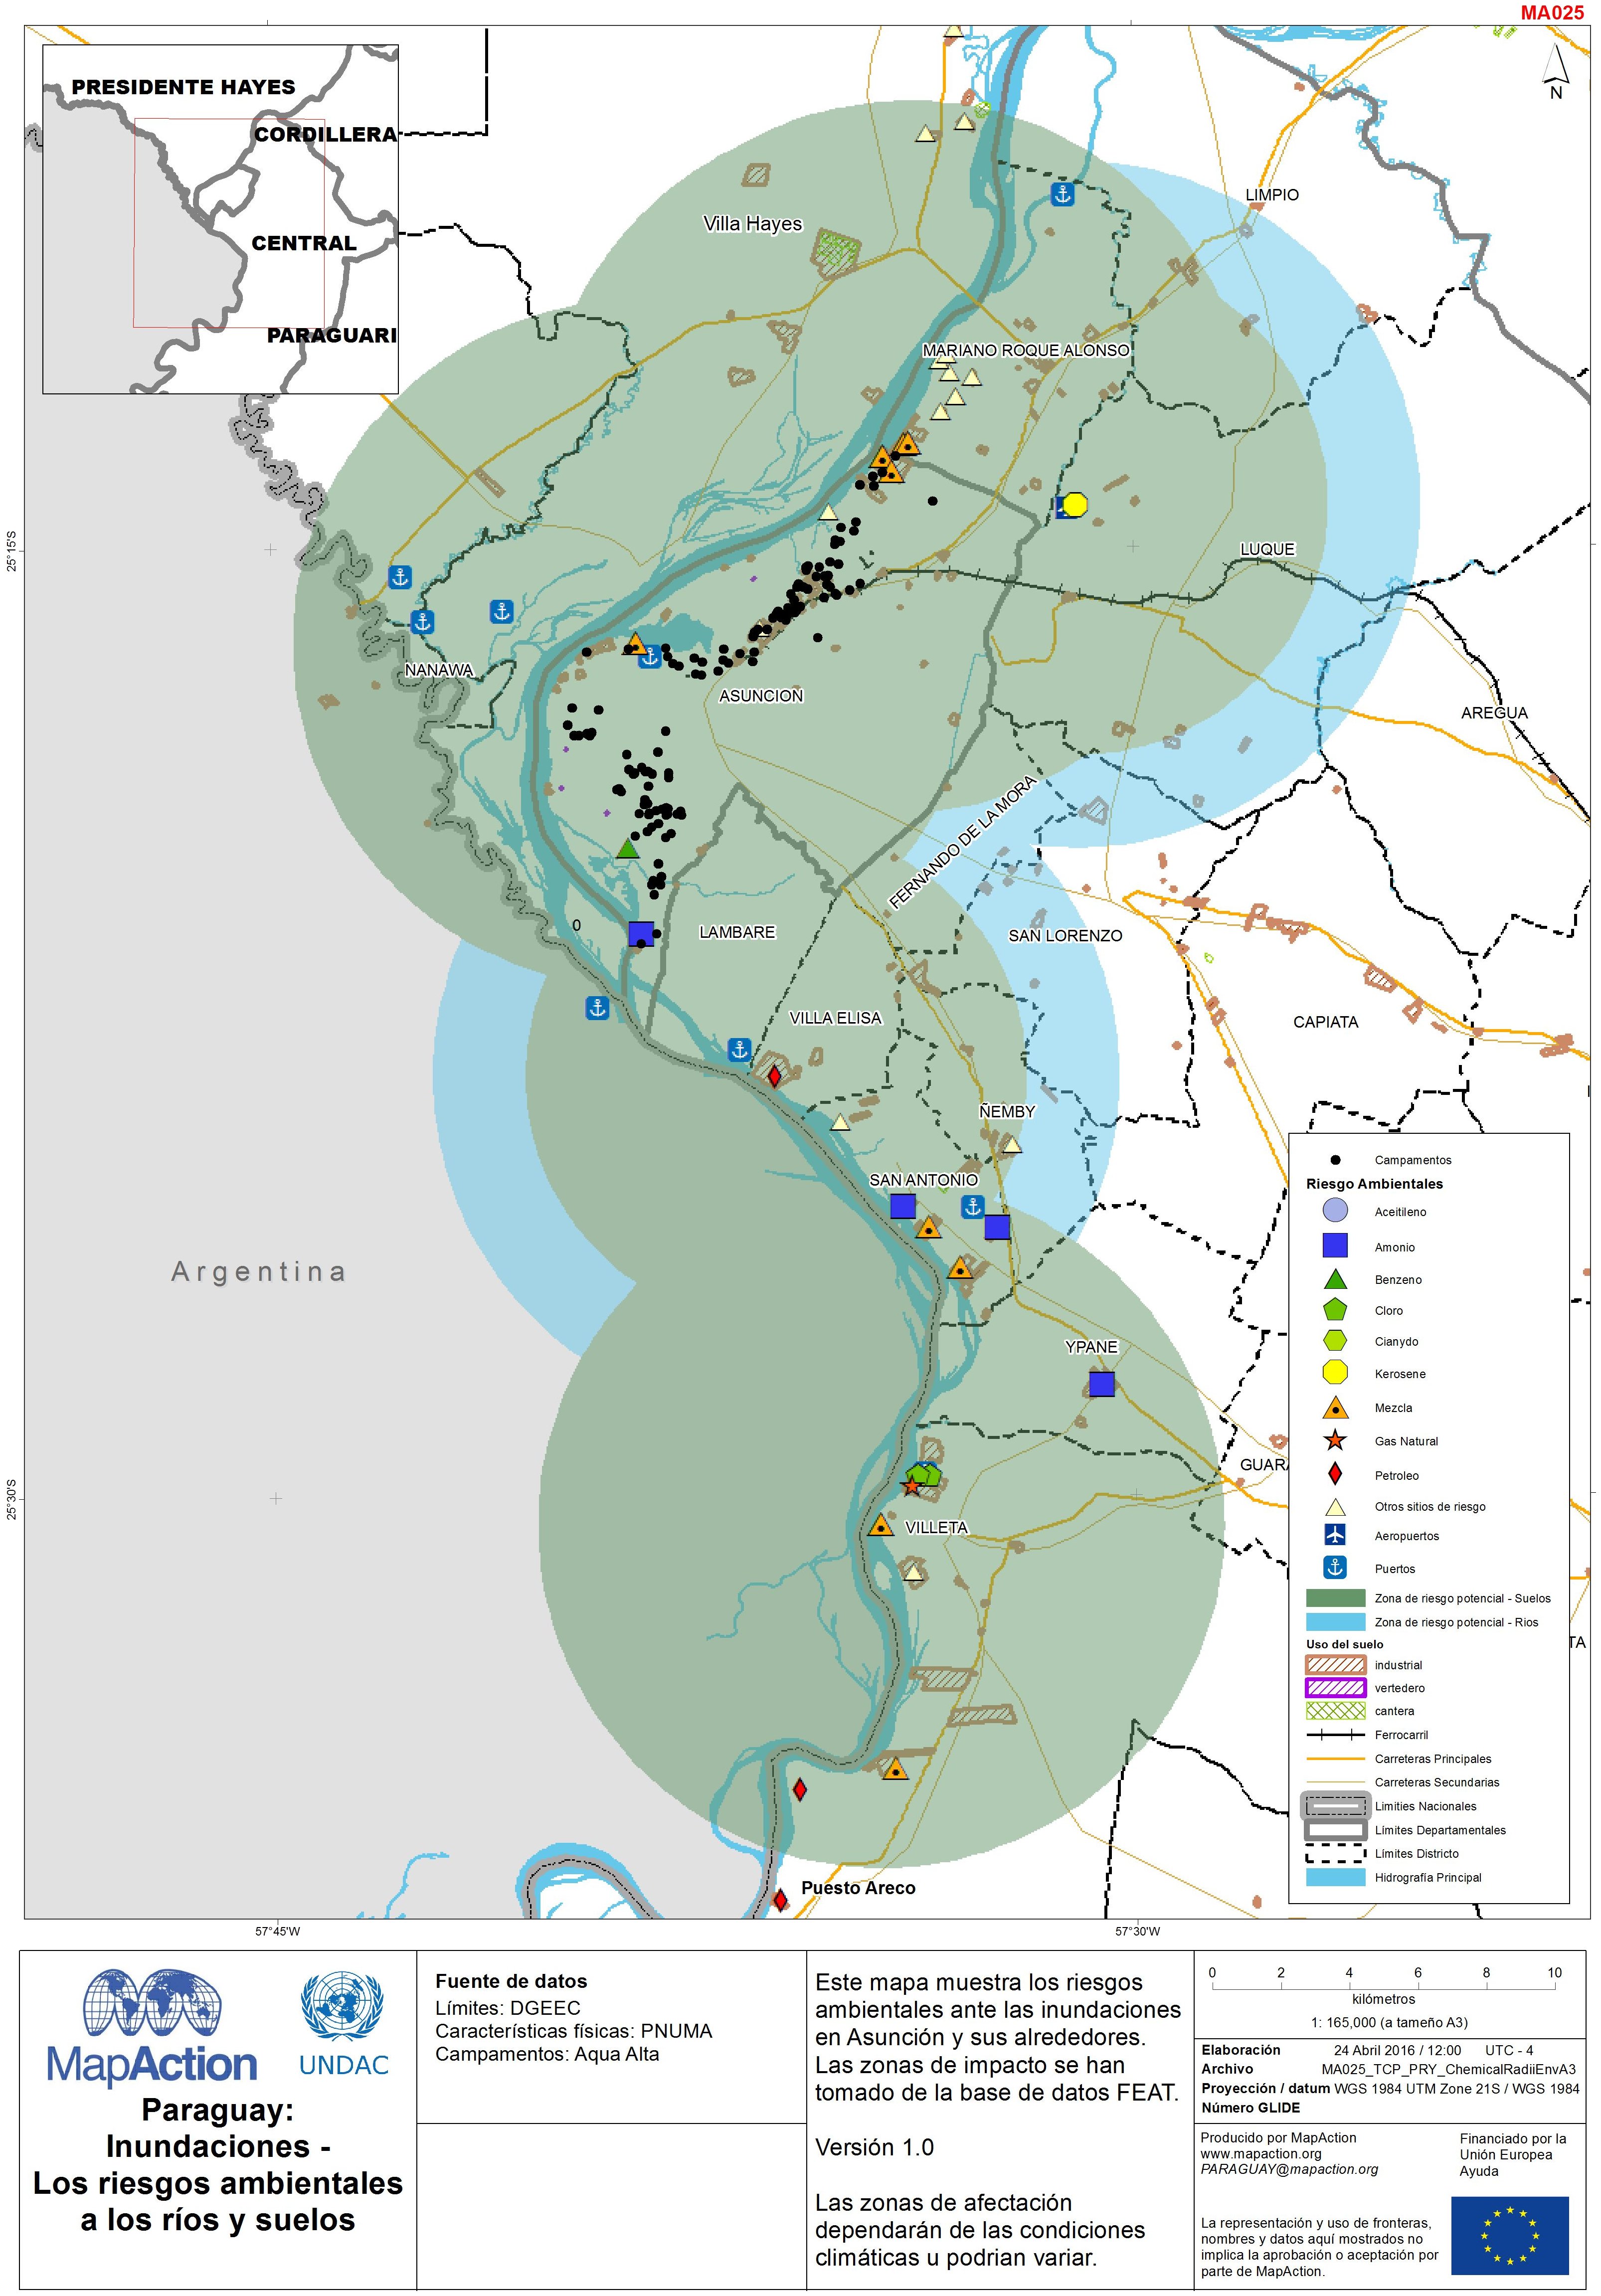 MA025
PRESIDENTE HAYES
CORDILLERA
CENTRAL
PARAGUARI
N
Villa Hayes
LIMPIO
MARIANO ROQUE ALONSO
25°15'S
LUQUE
NANAWA
ASUNCION
AREGUA
FERNANDO DE LA MORA
0
LAMBARE
SAN LORENZO
VILLA ELISA
CAPIATA
ÑEMBY
SAN ANTONIO
Argentina
YPANE
GUARA
25°30'S
VILLETA
TA
Puesto Areco
57°45'W
57°30'W
Campamentos
Riesgo Ambientales
Aceitileno
Amonio
Benzeno
Cloro
Cianydo
Kerosene
Mezcla
Gas Natural
Petroleo
Otros sitios de riesgo
Aeropuertos
Puertos
Zona de riesgo potencial - Suelos
Zona de riesgo potencial - Rios
Uso del suelo
industrial
vertedero
cantera
Ferrocarril
Carreteras Principales
Carreteras Secundarias
Limities Nacionales
Límites Departamentales
Límites Districto
Hidrografía Principal
MapAction
UNDAC
Paraguay:
Inundaciones -
Los riesgos ambientales
a los ríos y suelos
Fuente de datos
Límites: DGEEC
Características físicas: PNUMA
Campamentos: Aqua Alta
Este mapa muestra los riesgos
ambientales ante las inundaciones
en Asunción y sus alrededores.
Las zonas de impacto se han
tomado de la base de datos FEAT.
Versión 1.0
Las zonas de afectación
dependarán de las condiciones
climáticas u podrian variar.
0 2 4 6 8 10
kilómetros
1: 165,000 (a tameño A3)
Elaboración 24 Abril 2016 / 12:00 UTC - 4
Archivo MA025_TCP_PRY_ChemicalRadiiEnvA3
Proyección / datum WGS 1984 UTM Zone 21S / WGS 1984
Número GLIDE
Producido por MapAction
www.mapaction.org
PARAGUAY@mapaction.org
Financiado por la
Unión Europea
Ayuda
La representación y uso de fronteras,
nombres y datos aquí mostrados no
implica la aprobación o aceptación por
parte de MapAction.